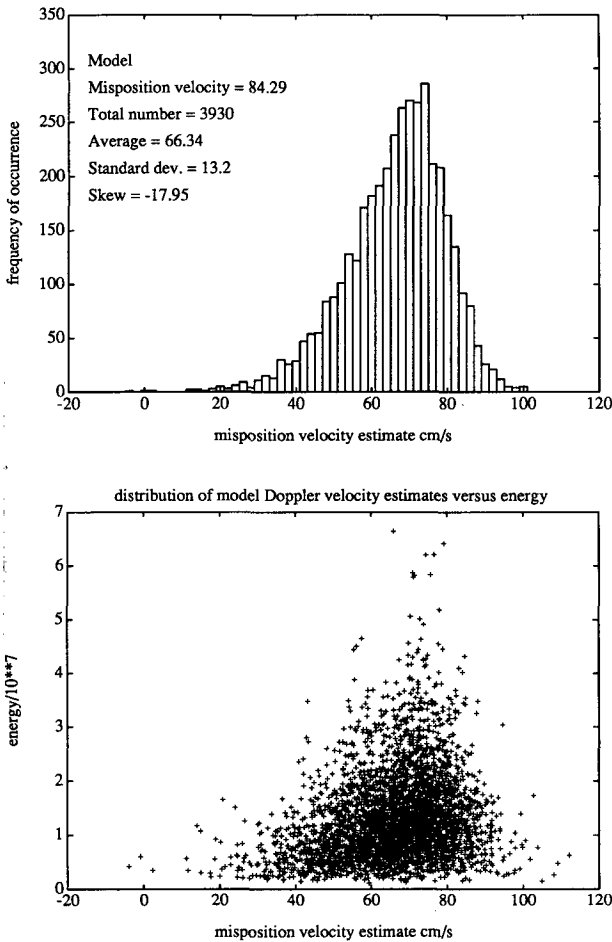 350
300
250
200
150
100
50
0
frequency of occurrence
Model
Misposition velocity = 84.29
Total number = 3930
Average = 66.34
Standard dev. = 13.2
Skew = -17.95
-20 0 20 40 60 80 100 120
misposition velocity estimate cm/s
distribution of model Doppler velocity estimates versus energy
7
6
5
4
3
2
1
0
energy/10**7
-20 0 20 40 60 80 100 120
misposition velocity estimate cm/s